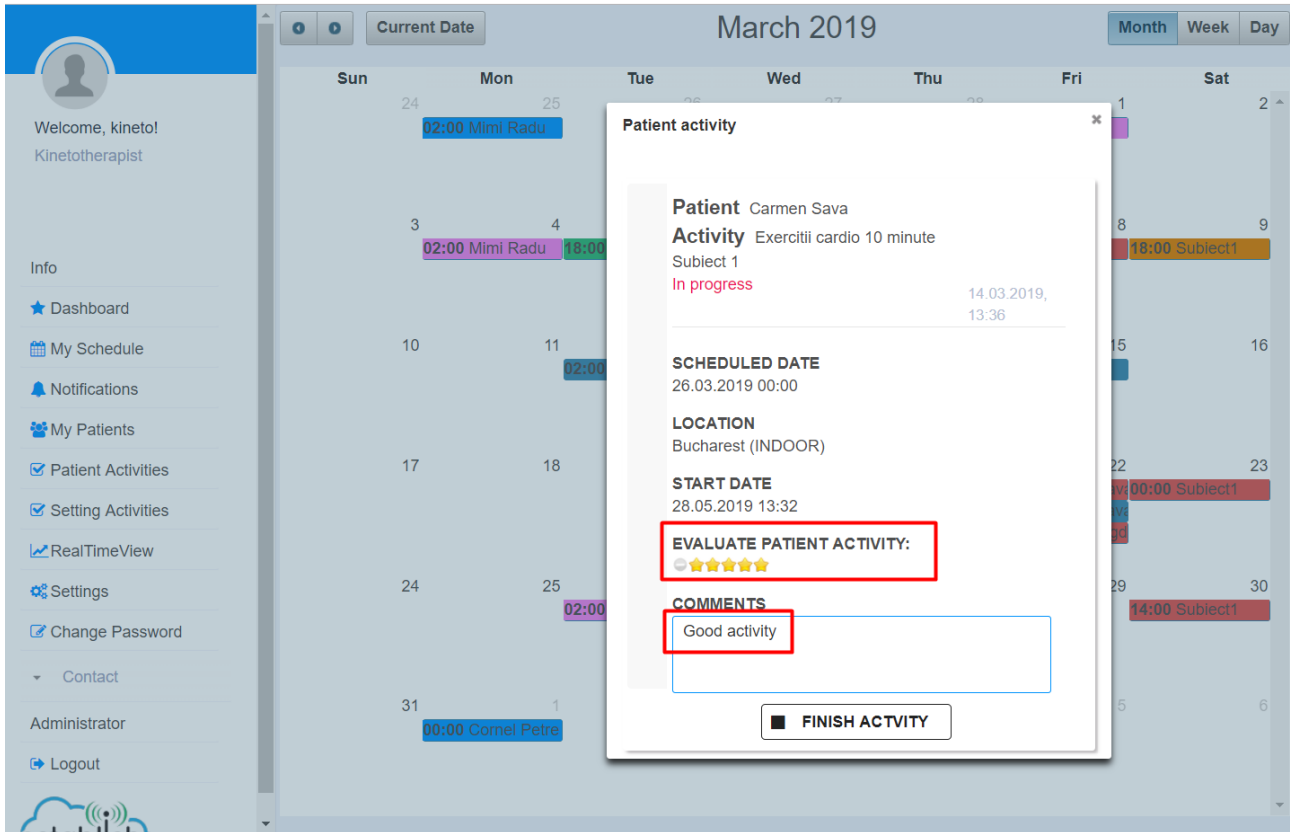 Current Date
March 2019
Month Week Day
Sun Mon Tue Wed Thu Fri Sat
24 25 26 27 28 1 2
02:00 Mimi Radu
3 4 8 9
02:00 Mimi Radu 18:00 18:00 Subiect1
10 11 15 16
02:00
17 18 22 23
00:00 Subiect1
24 25 29 30
02:00 14:00 Subiect1
31 1 5 6
00:00 Cornel Petre
Welcome, kineto!
Kinetotherapist
Info
Dashboard
My Schedule
Notifications
My Patients
Patient Activities
Setting Activities
RealTimeView
Settings
Change Password
Contact
Administrator
Logout
Patient activity
Patient Carmen Sava
Activity Exercitii cardio 10 minute
Subiect 1
In progress
14.03.2019,
13:36
SCHEDULED DATE
26.03.2019 00:00
LOCATION
Bucharest (INDOOR)
START DATE
28.05.2019 13:32
EVALUATE PATIENT ACTIVITY:
COMMENTS
Good activity
FINISH ACTVITY